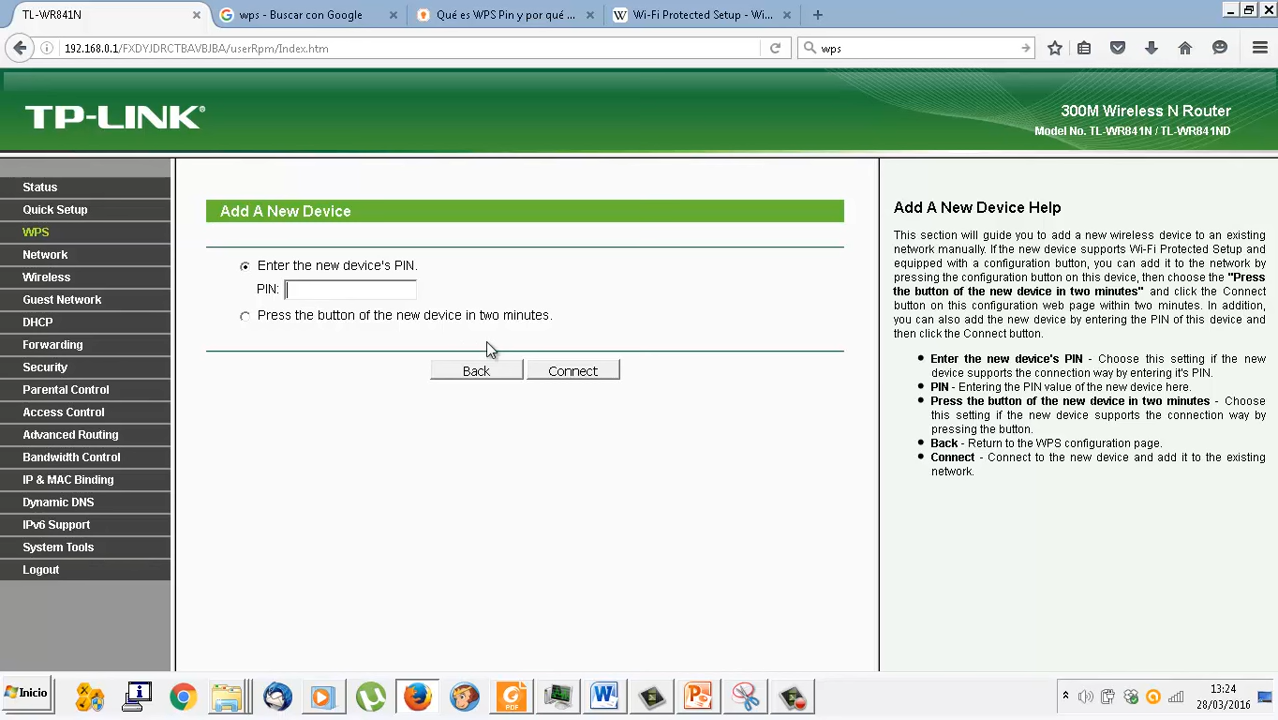 TL-WR841N
wps - Buscar con Google
Qué es WPS Pin y por qué ...
Wi-Fi Protected Setup - Wi...
192.168.0.1/FXDYJDRCTBAVBJBA/userRpm/Index.htm
wps
TP-LINK®
300M Wireless N Router
Model No. TL-WR841N / TL-WR841ND
Status
Quick Setup
WPS
Network
Wireless
Guest Network
DHCP
Forwarding
Security
Parental Control
Access Control
Advanced Routing
Bandwidth Control
IP & MAC Binding
Dynamic DNS
IPv6 Support
System Tools
Logout
Add A New Device
Enter the new device's PIN.
PIN:
Press the button of the new device in two minutes.
Back
Connect
Add A New Device Help
This section will guide you to add a new wireless device to an existing
network manually. If the new device supports Wi-Fi Protected Setup and
equipped with a configuration button, you can add it to the network by
pressing the configuration button on this device, then choose the "Press
the button of the new device in two minutes" and click the Connect
button on this configuration web page within two minutes. In addition,
you can also add the new device by entering the PIN of this device and
then click the Connect button.
Enter the new device's PIN - Choose this setting if the new
device supports the connection way by entering it's PIN.
PIN - Entering the PIN value of the new device here.
Press the button of the new device in two minutes - Choose
this setting if the new device supports the connection way by
pressing the button.
Back - Return to the WPS configuration page.
Connect - Connect to the new device and add it to the existing
network.
Inicio
PDF
13:24
28/03/2016